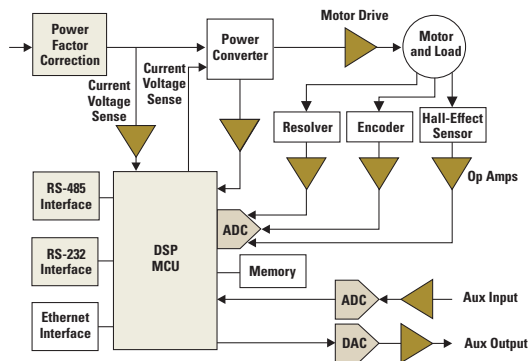 Motor Drive
Power
Factor
Correction
Power
Converter
Motor
and Load
Current
Voltage
Sense
Current
Voltage
Sense
Resolver
Encoder
Hall-Effect
Sensor
Op Amps
RS-485
Interface
ADC
RS-232
Interface
DSP
MCU
Memory
Ethernet
Interface
ADC
Aux Input
DAC
Aux Output